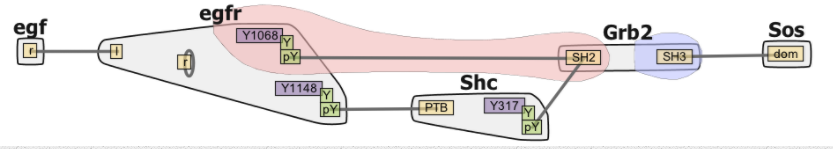 egf
egfr
Grb2
Sos
r
l
r
Y1068
Y
pY
SH2
SH3
dom
Shc
Y1148
Y
pY
PTB
Y317
Y
pY